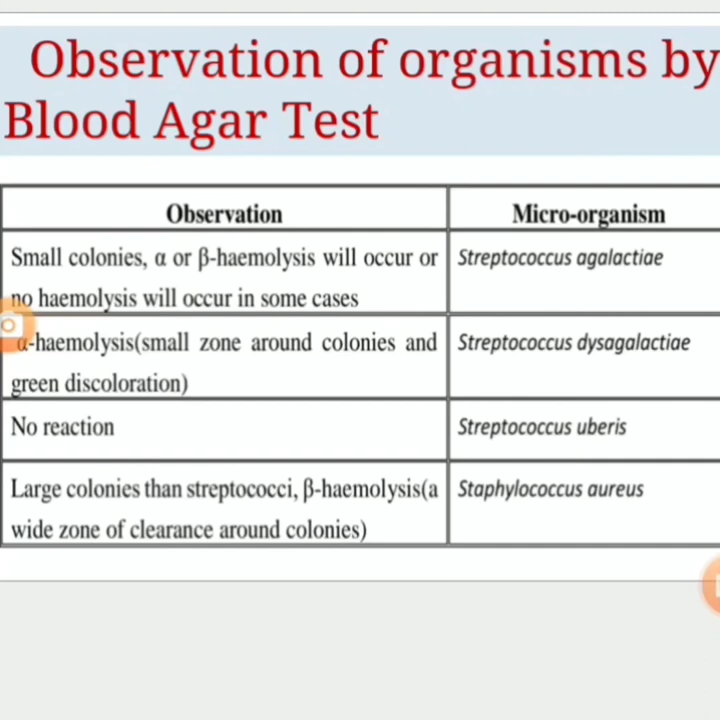 Observation of organisms by
Blood Agar Test
Observation
Micro-organism
Small colonies, α or β-haemolysis will occur or
no haemolysis will occur in some cases
Streptococcus agalactiae
α-haemolysis(small zone around colonies and
green discoloration)
Streptococcus dysagalactiae
No reaction
Streptococcus uberis
Large colonies than streptococci, β-haemolysis(a
wide zone of clearance around colonies)
Staphylococcus aureus